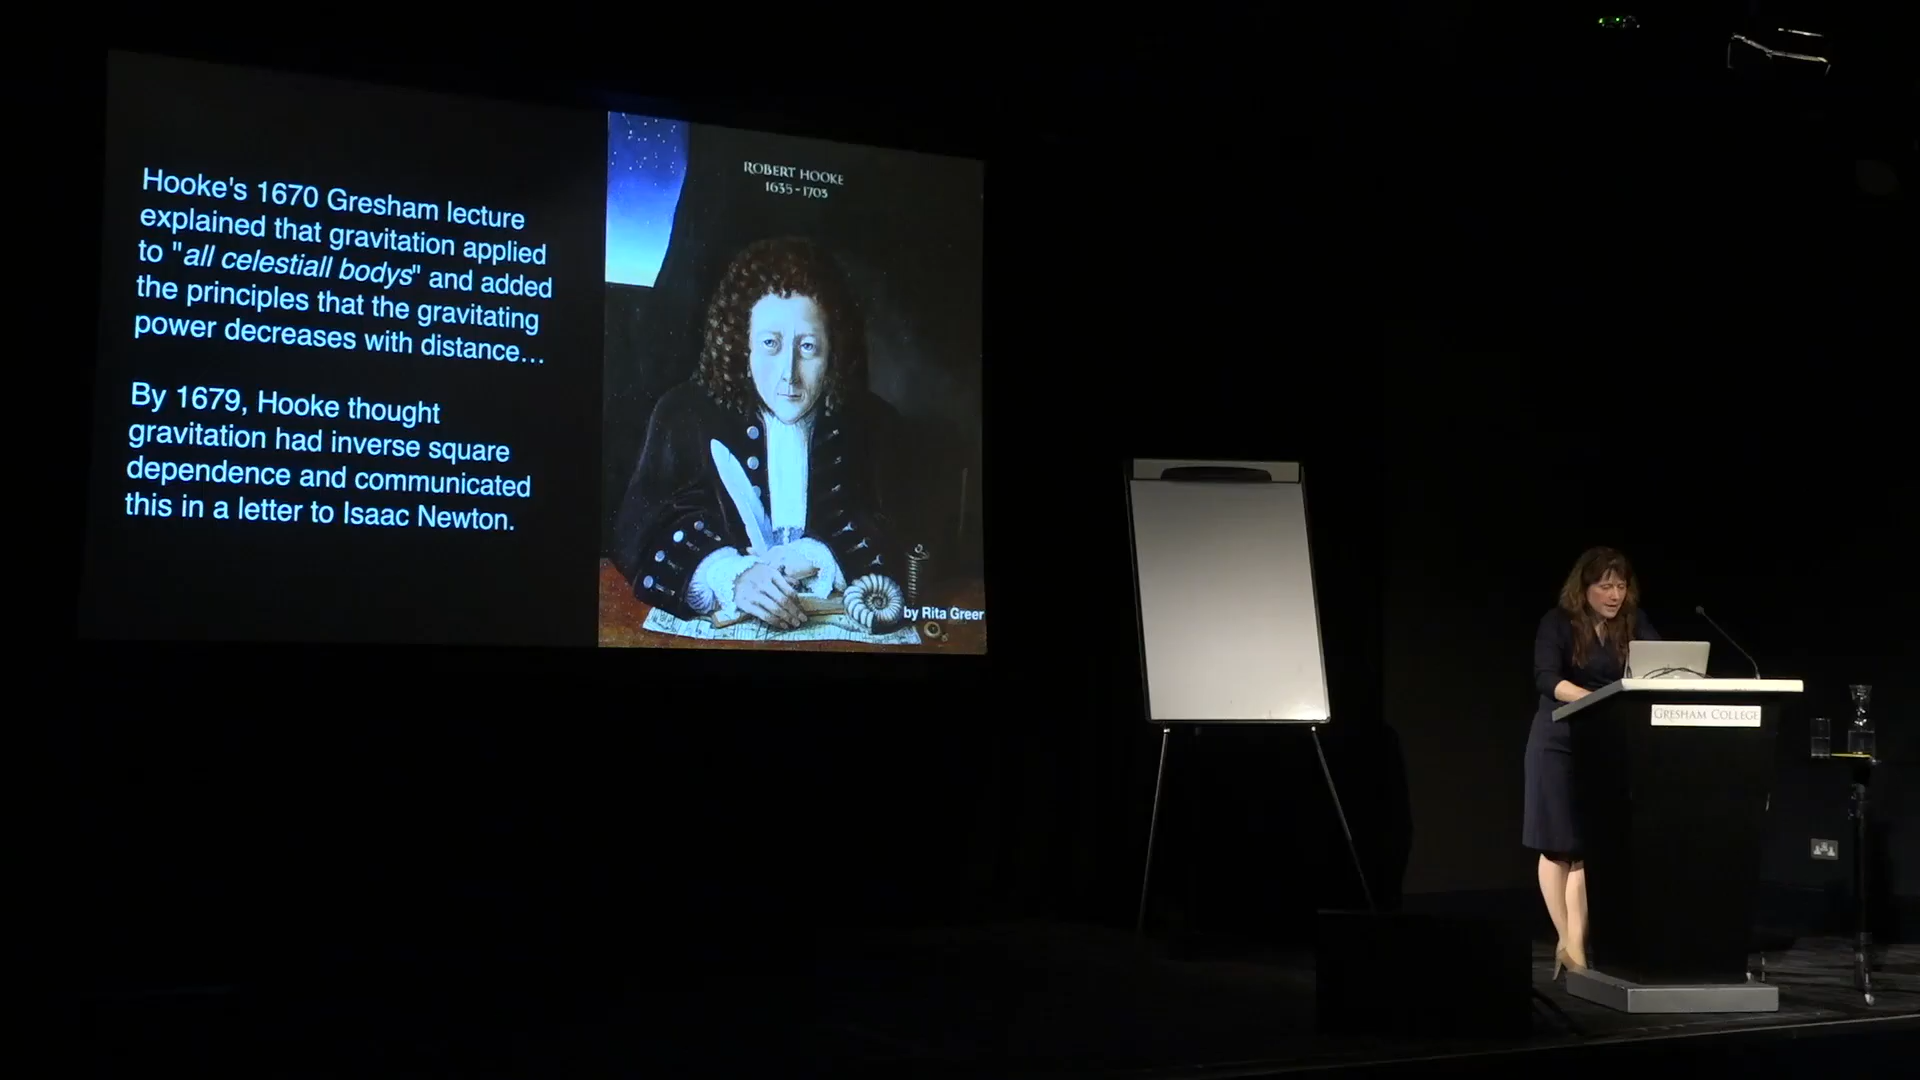 Hooke's 1670 Gresham lecture
explained that gravitation applied
to "all celestiall bodys" and added
the principles that the gravitating
power decreases with distance...
By 1679, Hooke thought
gravitation had inverse square
dependence and communicated
this in a letter to Isaac Newton.
ROBERT HOOKE
1635-1703
by Rita Greer
GRESHAM COLLEGE